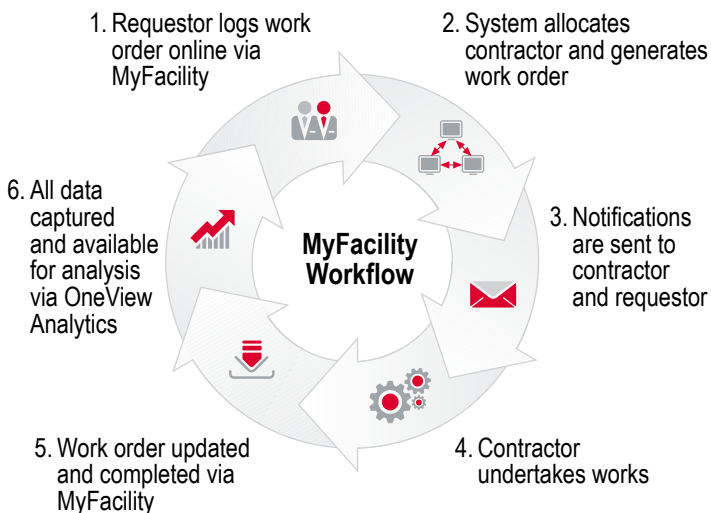 1. Requestor logs work
order online via
MyFacility
2. System allocates
contractor and generates
work order
3. Notifications
are sent to
contractor
and requestor
4. Contractor
undertakes works
5. Work order updated
and completed via
MyFacility
6. All data
captured
and available
for analysis
via OneView
Analytics
MyFacility
Workflow